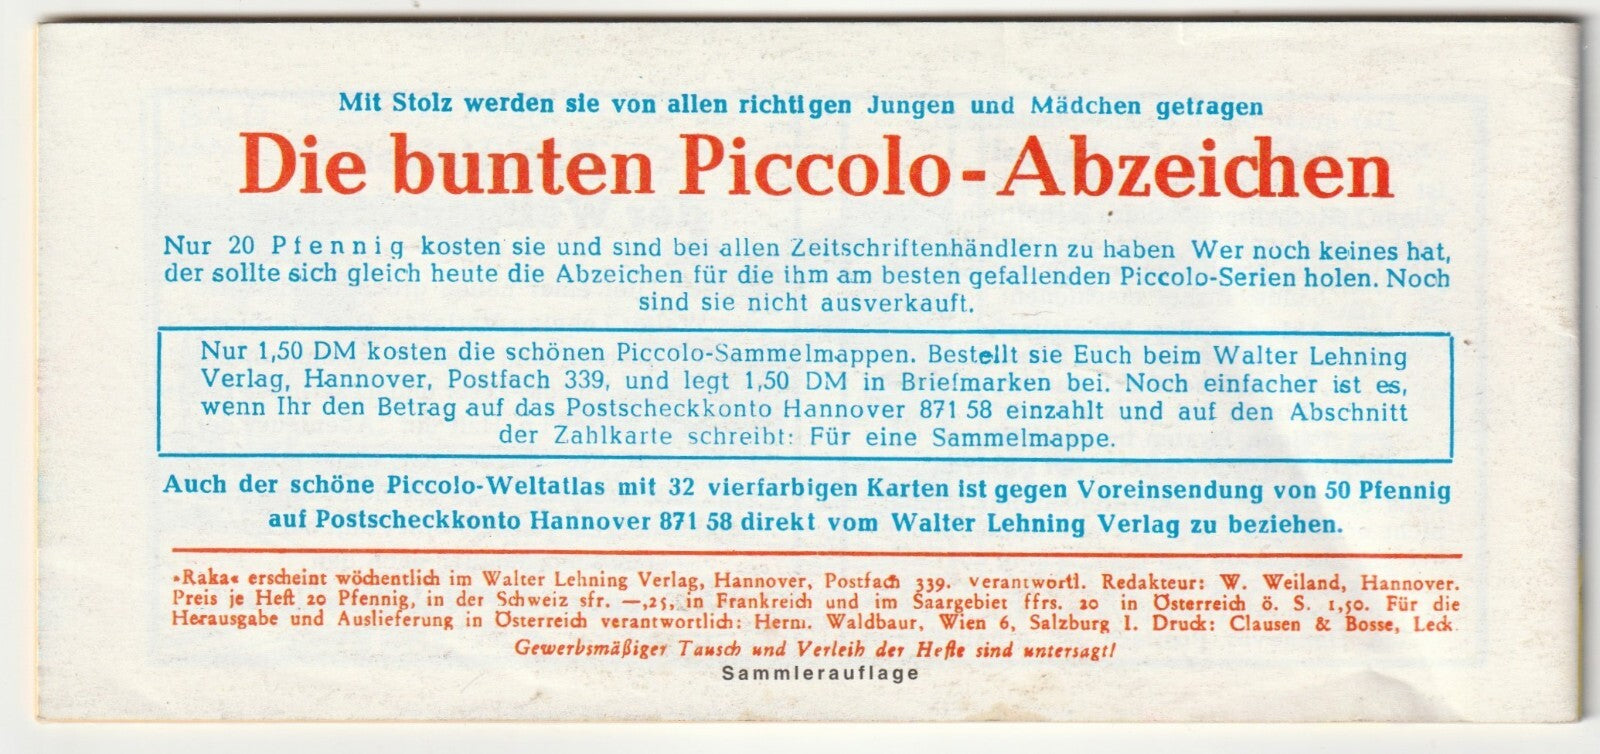 Mit Stolz werden sie von allen richtigen Jungen und Mädchen getragen
Die bunten Piccolo-Abzeichen
Nur 20 Pfennig kosten sie und sind bei allen Zeitschriftenhändlern zu haben Wer noch keines hat,
der sollte sich gleich heute die Abzeichen für die ihm am besten gefallenden Piccolo-Serien holen. Noch
sind sie nicht ausverkauft.
Nur 1,50 DM kosten die schönen Piccolo-Sammelmappen. Bestellt sie Euch beim Walter Lehning
Verlag, Hannover, Postfach 339, und legt 1,50 DM in Briefmarken bei. Noch einfacher ist es,
wenn Ihr den Betrag auf das Postscheckkonto Hannover 871 58 einzahlt und auf den Abschnitt
der Zahlkarte schreibt: Für eine Sammelmappe.
Auch der schöne Piccolo-Weltatlas mit 32 vierfarbigen Karten ist gegen Voreinsendung von 50 Pfennig
auf Postscheckkonto Hannover 871 58 direkt vom Walter Lehning Verlag zu beziehen.
»Raka« erscheint wöchentlich im Walter Lehning Verlag, Hannover, Postfach 339. verantwortl. Redakteur: W. Weiland, Hannover.
Preis je Heft 20 Pfennig, in der Schweiz sfr. —,25, in Frankreich und im Saargebiet ffrs. 20 in Österreich ö. S. 1,50. Für die
Herausgabe und Auslieferung in Österreich verantwortlich: Herm. Waldbaur, Wien 6, Salzburg 1. Druck: Clausen & Bosse, Leck
Gewerbsmäßiger Tausch und Verleih der Hefte sind untersagt!
Sammlerauflage